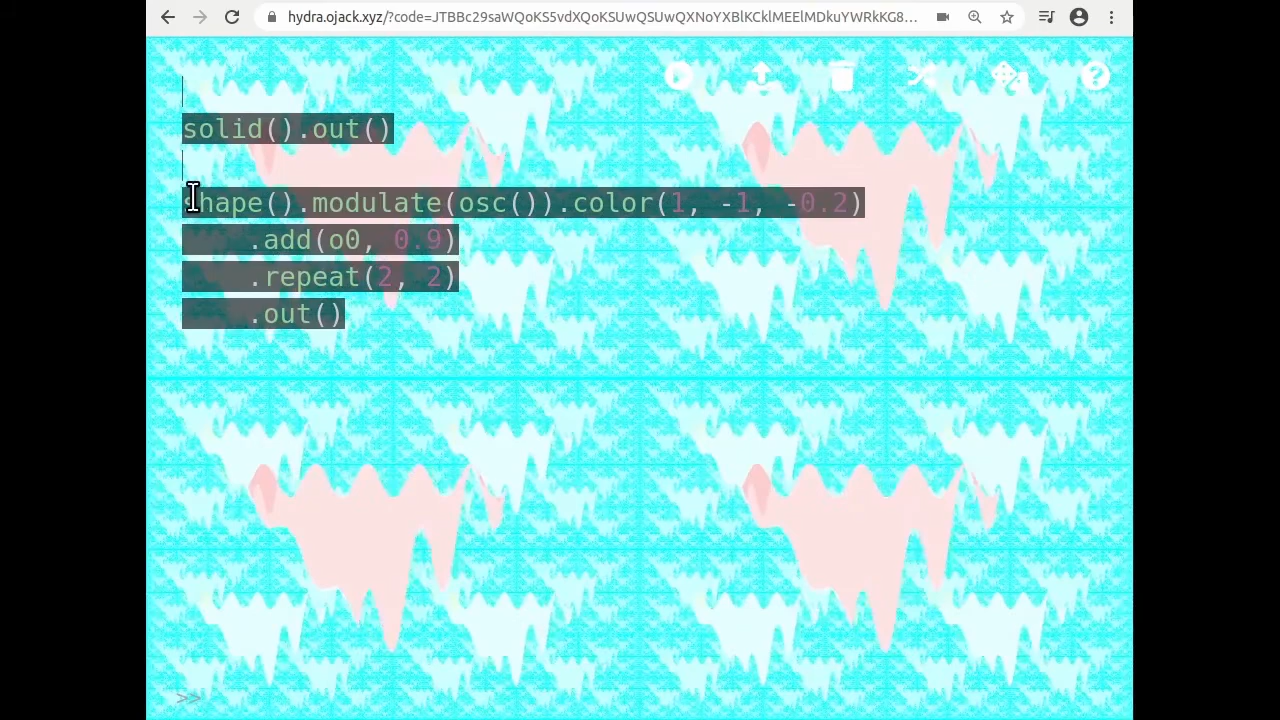 hydra.ojack.xyz/?code=JTBBc29saWQoKS5vdXQoKSUwQSUwQXNoYXBlKCklMEElMDkuYWRkKG8...
solid().out()
shape().modulate(osc()).color(1, -1, -0.2)
.add(o0, 0.9)
.repeat(2, 2)
.out()
>>